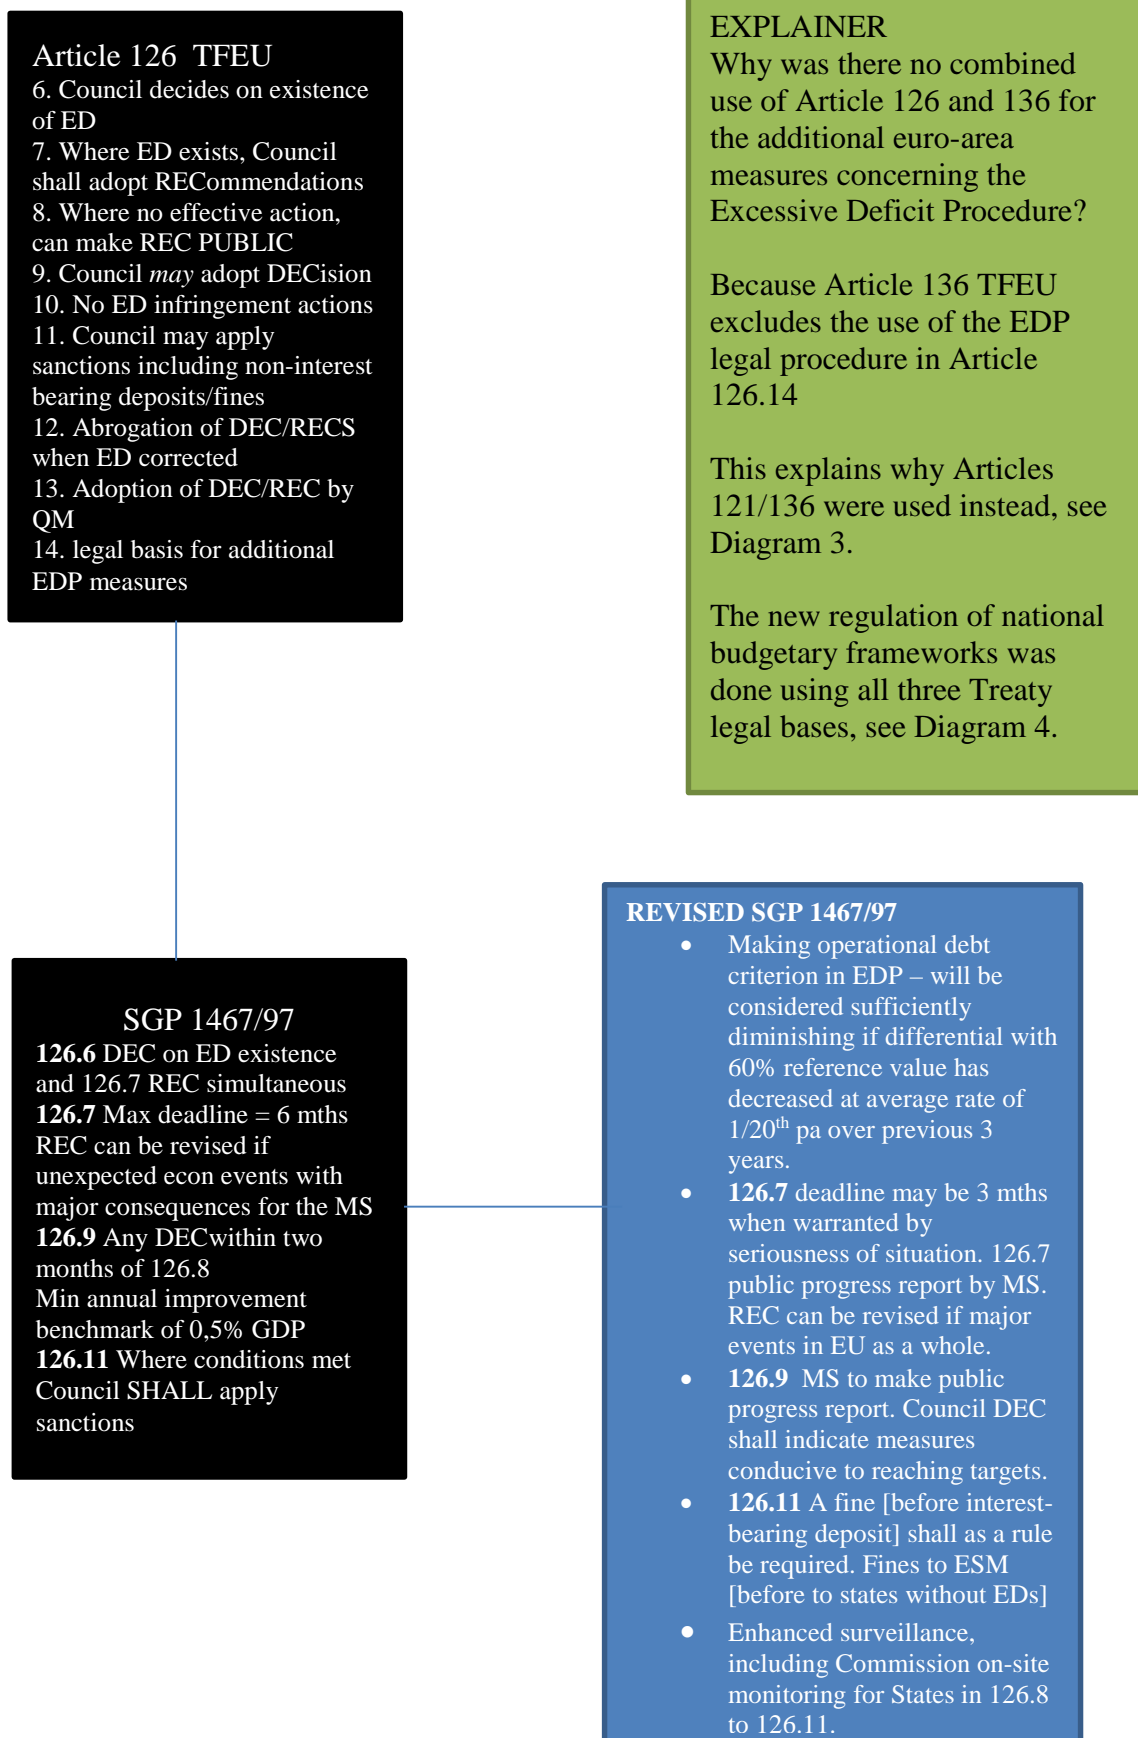 Article 126 TFEU
6. Council decides on existence
of ED
7. Where ED exists, Council
shall adopt RECommendations
8. Where no effective action,
can make REC PUBLIC
9. Council may adopt DECision
10. No ED infringement actions
11. Council may apply
sanctions including non-interest
bearing deposits/fines
12. Abrogation of DEC/RECS
when ED corrected
13. Adoption of DEC/REC by
QM
14. legal basis for additional
EDP measures
EXPLAINER
Why was there no combined
use of Article 126 and 136 for
the additional euro-area
measures concerning the
Excessive Deficit Procedure?
Because Article 136 TFEU
excludes the use of the EDP
legal procedure in Article
126.14
This explains why Articles
121/136 were used instead, see
Diagram 3.
The new regulation of national
budgetary frameworks was
done using all three Treaty
legal bases, see Diagram 4.
SGP 1467/97
126.6 DEC on ED existence
and 126.7 REC simultaneous
126.7 Max deadline = 6 mths
REC can be revised if
unexpected econ events with
major consequences for the MS
126.9 Any DECwithin two
months of 126.8
Min annual improvement
benchmark of 0,5% GDP
126.11 Where conditions met
Council SHALL apply
sanctions
REVISED SGP 1467/97
• Making operational debt
criterion in EDP – will be
considered sufficiently
diminishing if differential with
60% reference value has
decreased at average rate of
1/20th pa over previous 3
years.
• 126.7 deadline may be 3 mths
when warranted by
seriousness of situation. 126.7
public progress report by MS.
REC can be revised if major
events in EU as a whole.
• 126.9 MS to make public
progress report. Council DEC
shall indicate measures
conducive to reaching targets.
• 126.11 A fine [before interest-
bearing deposit] shall as a rule
be required. Fines to ESM
[before to states without EDs]
• Enhanced surveillance,
including Commission on-site
monitoring for States in 126.8
to 126.11.